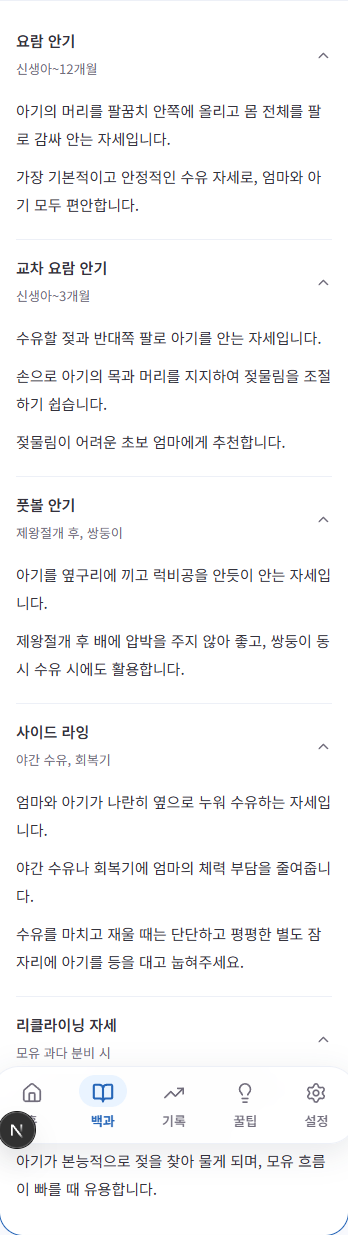 요람 안기
신생아~12개월
아기의 머리를 팔꿈치 안쪽에 올리고 몸 전체를 팔
로 감싸 안는 자세입니다.
가장 기본적이고 안정적인 수유 자세로, 엄마와 아
기 모두 편안합니다.
교차 요람 안기
신생아~3개월
수유할 젖과 반대쪽 팔로 아기를 안는 자세입니다.
손으로 아기의 목과 머리를 지지하여 젖물림을 조절
하기 쉽습니다.
젖물림이 어려운 초보 엄마에게 추천합니다.
풋볼 안기
제왕절개 후, 쌍둥이
아기를 옆구리에 끼고 럭비공을 안듯이 안는 자세입
니다.
제왕절개 후 배에 압박을 주지 않아 좋고, 쌍둥이 동
시 수유 시에도 활용합니다.
사이드 라잉
야간 수유, 회복기
엄마와 아기가 나란히 옆으로 누워 수유하는 자세입
니다.
야간 수유나 회복기에 엄마의 체력 부담을 줄여줍니
다.
수유를 마치고 재울 때는 단단하고 평평한 별도 잠
자리에 아기를 등을 대고 눕혀주세요.
리클라이닝 자세
모유 과다 분비 시
백과
기록
꿀팁
설정
N
아기가 본능적으로 젖을 찾아 물게 되며, 모유 흐름
이 빠를 때 유용합니다.